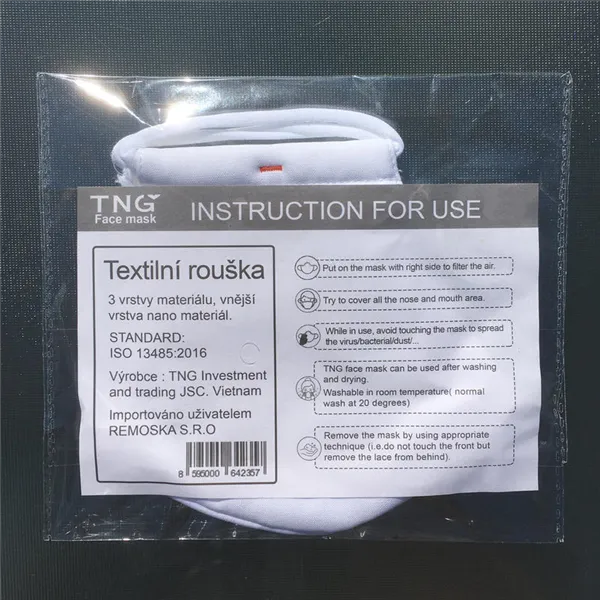 TNG
Face mask
INSTRUCTION FOR USE
Textilní rouška
3 vrstvy materiálu, vnější
vrstva nano materiál.
STANDARD:
ISO 13485:2016
Výrobce : TNG Investment
and trading JSC. Vietnam
Importováno uživatelem
REMOSKA S.R.O
8 595000 642357
Put on the mask with right side to filter the air.
Try to cover all the nose and mouth area.
While in use, avoid touching the mask to spread
the virus/bacterial/dust/...
TNG face mask can be used after washing
and drying.
Washable in room temperature( normal
wash at 20 degrees)
Remove the mask by using appropriate
technique (i.e.do not touch the front but
remove the lace from behind).